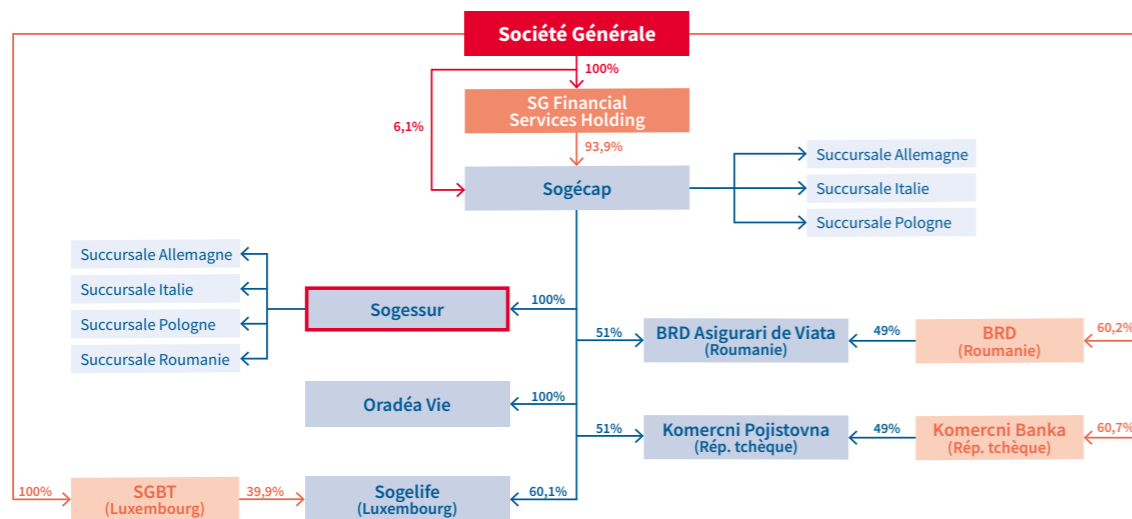 Société Générale
100%
SG Financial
Services Holding
6,1%
93,9%
Sogécap
Succursale Allemagne
Succursale Italie
Succursale Pologne
Succursale Allemagne
Succursale Italie
Succursale Pologne
Succursale Roumanie
Sogessur
100%
51%
BRD Asigurari de Viata
(Roumanie)
49%
BRD
(Roumanie)
60,2%
Oradéa Vie
100%
51%
Komercni Pojistovna
(Rép. tchèque)
49%
Komercni Banka
(Rép. tchèque)
60,7%
100%
SGBT
(Luxembourg)
39,9%
Sogelife
(Luxembourg)
60,1%